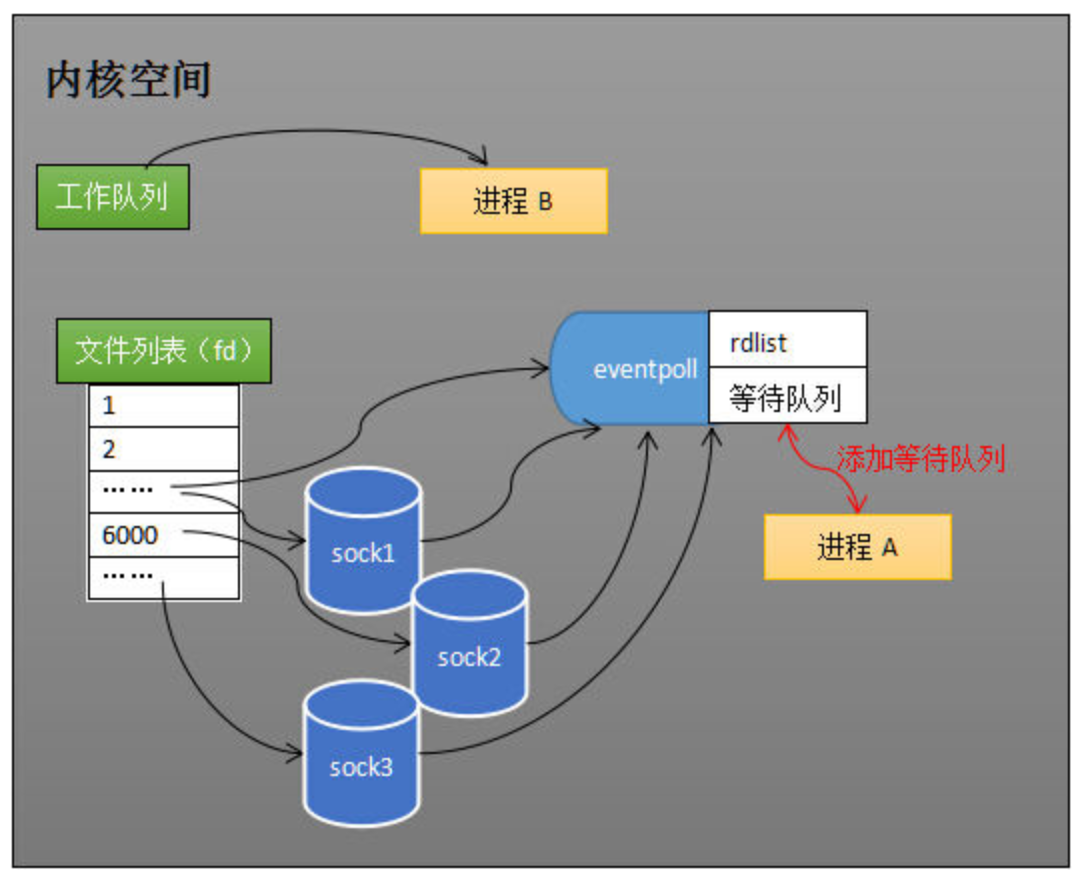 内核空间
工作队列
进程 B
文件列表（fd）
1
2
……
6000
……
eventpoll
rdlist
等待队列
添加等待队列
进程 A
sock1
sock2
sock3